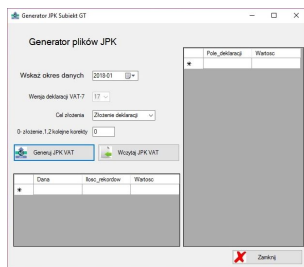 Generator JPK Subiekt GT
Generator plików JPK
Wskaż okres danych 2018-01
Wersja deklaracji VAT-7 17
Cel złożenia Złożenie deklaracji
0- złożenie,1.2 kolejne korekty 0
Generuj JPK VAT Wczytaj JPK VAT
Dana Ilosc_rekordow Wartosc
Pole_deklaracji Wartosc
Zamknij